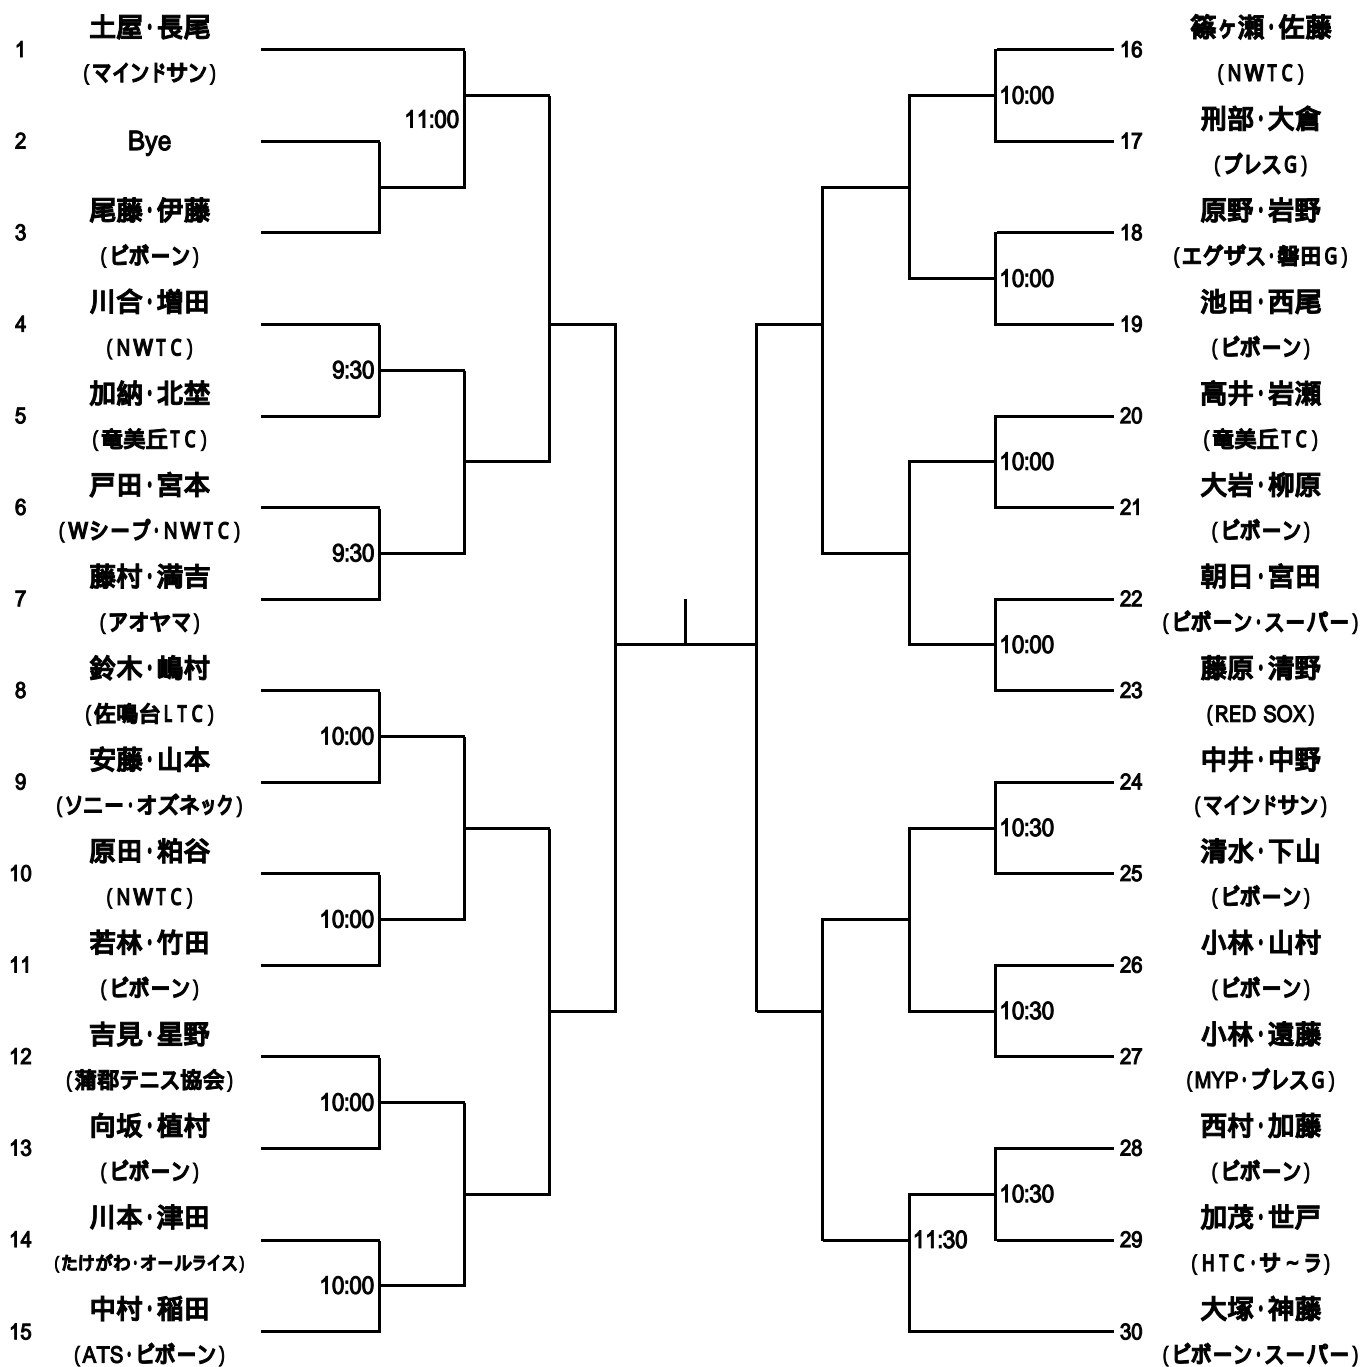 1 土屋・長尾
(マインドサン)
11:00
2 Bye
3 尾藤・伊藤
(ビボーン)
4 川合・増田
(NWTC)
9:30
5 加納・北埜
(竜美丘TC)
6 戸田・宮本
(Wシープ・NWTC)
9:30
7 藤村・満吉
(アオヤマ)
8 鈴木・嶋村
(佐鳴台LTC)
10:00
9 安藤・山本
(ソニー・オズネック)
10 原田・粕谷
(NWTC)
10:00
11 若林・竹田
(ビボーン)
12 吉見・星野
(蒲郡テニス協会)
10:00
13 向坂・植村
(ビボーン)
14 川本・津田
(たけがわ・オールライス)
10:00
15 中村・稲田
(ATS・ビボーン)
16 篠ヶ瀬・佐藤
(NWTC)
10:00
17 刑部・大倉
(ブレスG)
18 原野・岩野
(エグザス・磐田G)
10:00
19 池田・西尾
(ビボーン)
20 高井・岩瀬
(竜美丘TC)
10:00
21 大岩・柳原
(ビボーン)
22 朝日・宮田
(ビボーン・スーパー)
10:00
23 藤原・清野
(RED SOX)
24 中井・中野
(マインドサン)
10:30
25 清水・下山
(ビボーン)
26 小林・山村
(ビボーン)
10:30
27 小林・遠藤
(MYP・ブレスG)
28 西村・加藤
(ビボーン)
10:30
29 加茂・世戸
(HTC・サ~ラ)
11:30
30 大塚・神藤
(ビボーン・スーパー)